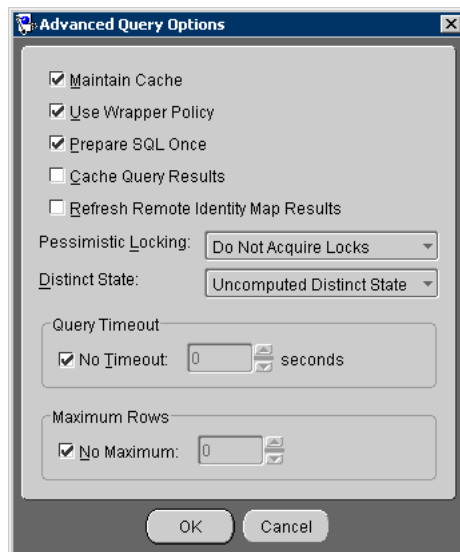 Advanced Query Options
Maintain Cache
Use Wrapper Policy
Prepare SQL Once
Cache Query Results
Refresh Remote Identity Map Results
Pessimistic Locking: Do Not Acquire Locks
Distinct State: Uncomputed Distinct State
Query Timeout
No Timeout: 0 seconds
Maximum Rows
No Maximum: 0
OK Cancel